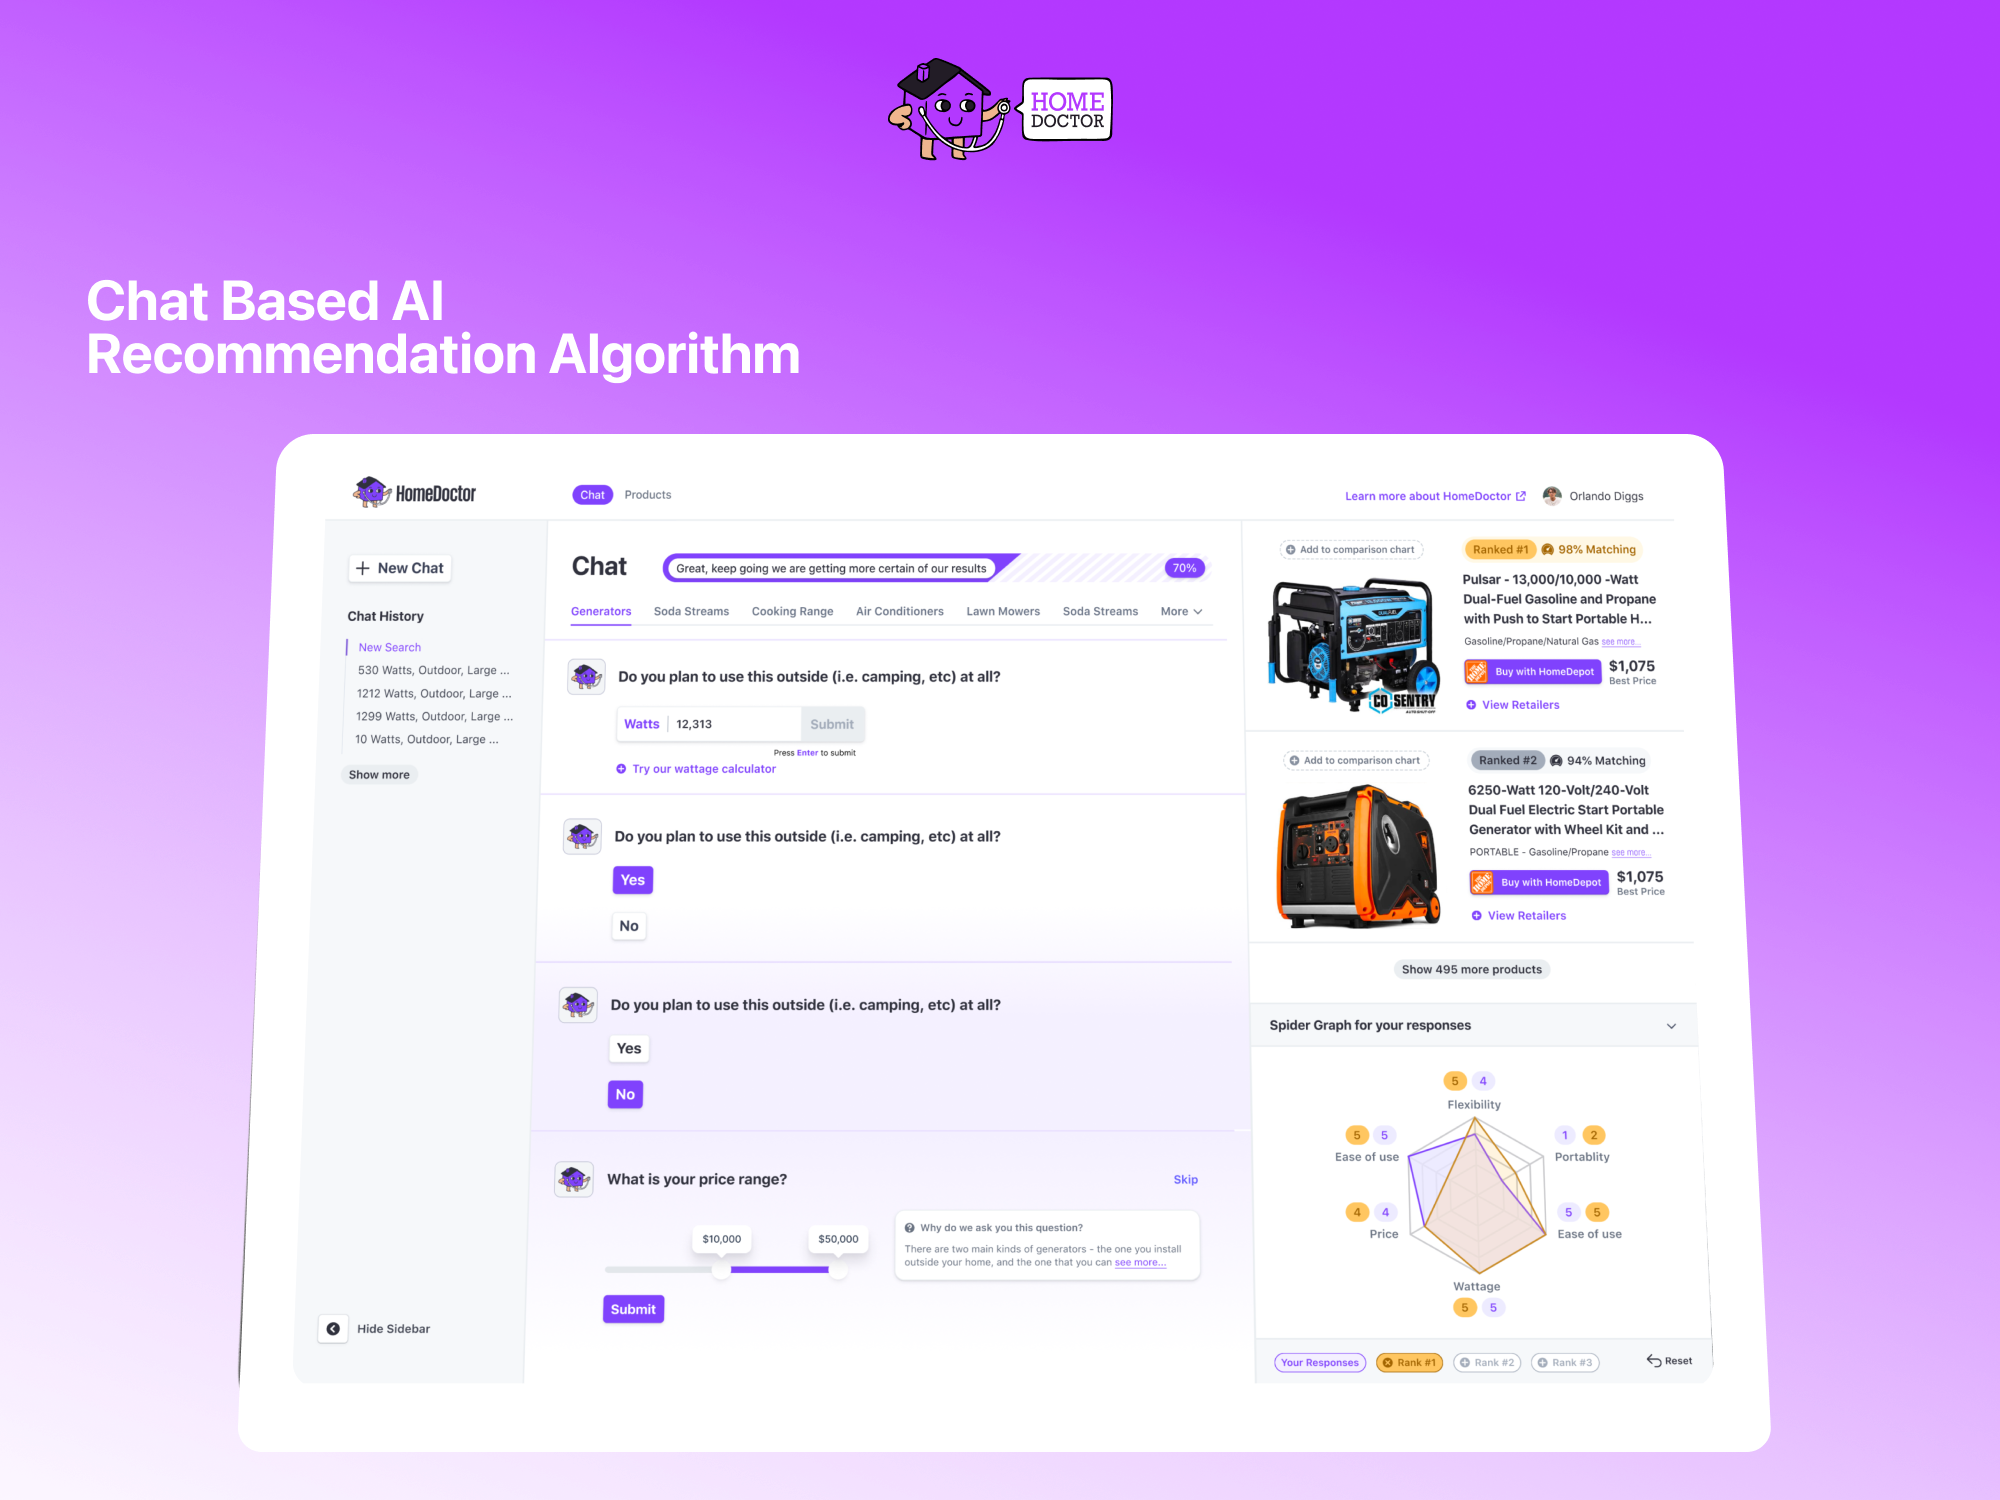 HOME
DOCTOR
Chat Based AI
Recommendation Algorithm
HomeDoctor
Chat
Products
Learn more about HomeDoctor
Orlando Diggs
New Chat
Chat History
New Search
530 Watts, Outdoor, Large ...
1212 Watts, Outdoor, Large ...
1299 Watts, Outdoor, Large ...
10 Watts, Outdoor, Large ...
Show more
Hide Sidebar
Chat
Great, keep going we are getting more certain of our results
70%
Generators
Soda Streams
Cooking Range
Air Conditioners
Lawn Mowers
Soda Streams
More
Do you plan to use this outside (i.e. camping, etc) at all?
Watts
12,313
Submit
Press Enter to submit
Try our wattage calculator
Do you plan to use this outside (i.e. camping, etc) at all?
Yes
No
Do you plan to use this outside (i.e. camping, etc) at all?
Yes
No
What is your price range?
Skip
$10,000
$50,000
Submit
Why do we ask you this question?
There are two main kinds of generators - the one you install
outside your home, and the one that you can see more...
Add to comparison chart
CO SENTRY
Ranked #1
98% Matching
Pulsar - 13,000/10,000 -Watt
Dual-Fuel Gasoline and Propane
with Push to Start Portable H...
Gasoline/Propane/Natural Gas see more...
Buy with HomeDepot
$1,075
Best Price
View Retailers
Add to comparison chart
Ranked #2
94% Matching
6250-Watt 120-Volt/240-Volt
Dual Fuel Electric Start Portable
Generator with Wheel Kit and ...
PORTABLE - Gasoline/Propane see more...
Buy with HomeDepot
$1,075
Best Price
View Retailers
Show 495 more products
Spider Graph for your responses
5 4
Flexibility
5 5
Ease of use
1 2
Portablity
4 4
Price
5 5
Ease of use
Wattage
5 5
Your Responses
Rank #1
Rank #2
Rank #3
Reset